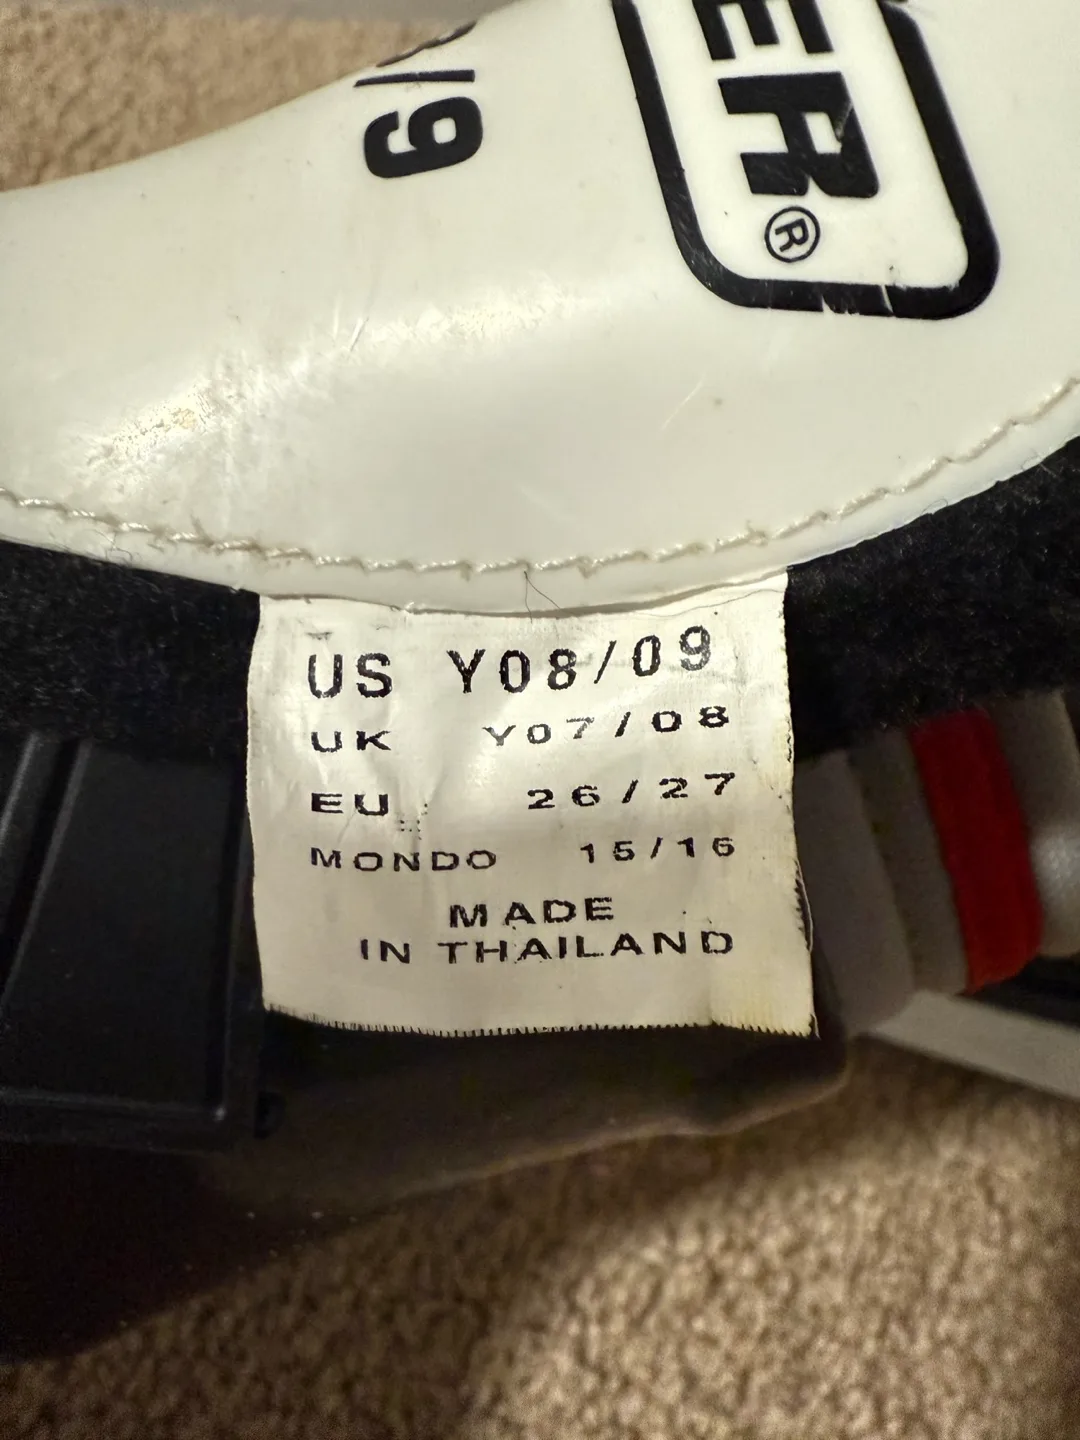 8/9
ER®
US Y08/09
UK Y07/08
EU 26/27
MONDO 15/16
MADE
IN THAILAND